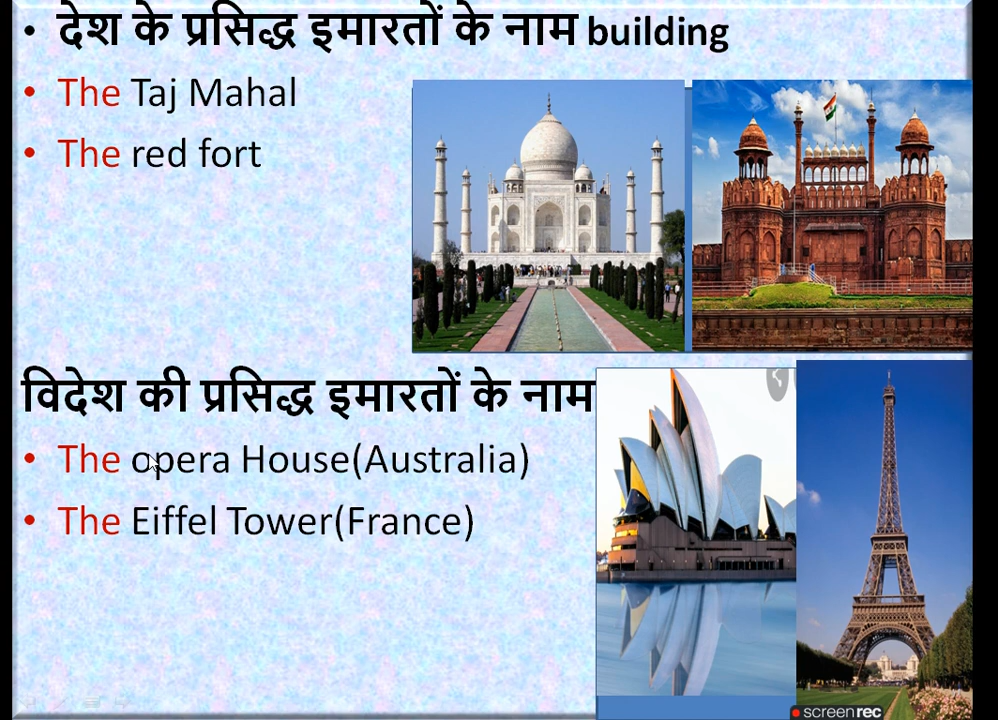 • देश के प्रसिद्ध इमारतों के नाम building
• The Taj Mahal
• The red fort
विदेश की प्रसिद्ध इमारतों के नाम
• The opera House(Australia)
• The Eiffel Tower(France)
screenrec